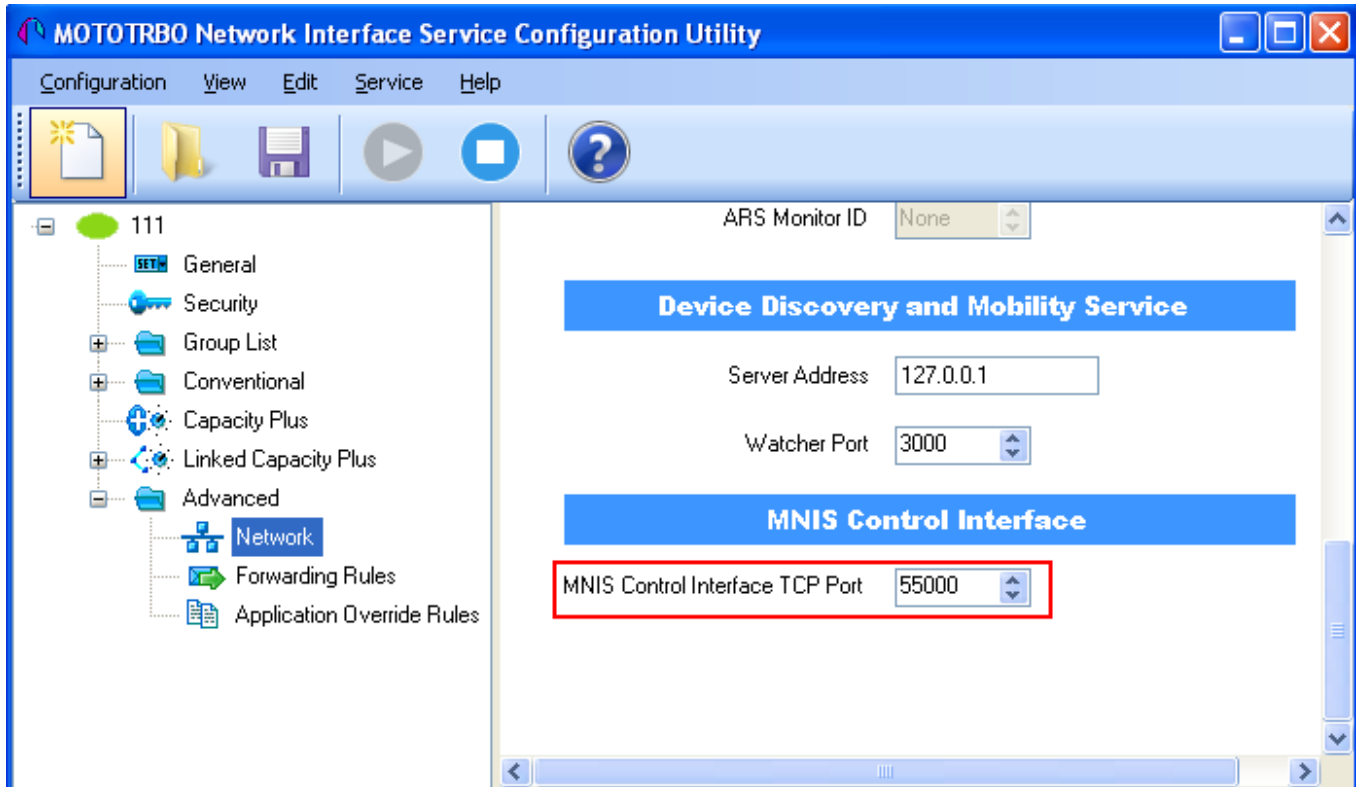 MOTOTRBO Network Interface Service Configuration Utility
Configuration View Edit Service Help
111
SET
General
Security
Group List
Conventional
Capacity Plus
Linked Capacity Plus
Advanced
Network
Forwarding Rules
Application Override Rules
ARS Monitor ID None
Device Discovery and Mobility Service
Server Address 127.0.0.1
Watcher Port 3000
MNIS Control Interface
MNIS Control Interface TCP Port 55000